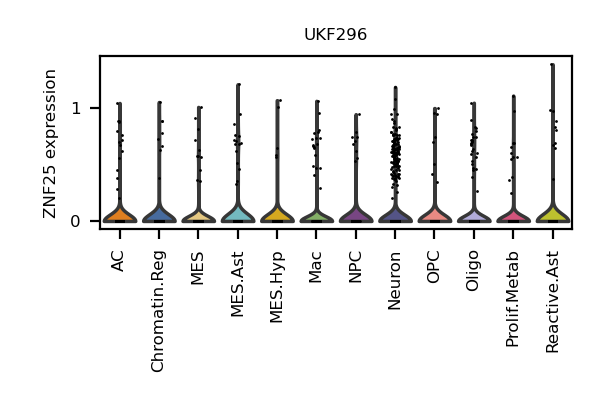 UKF296
ZNF25 expression
1
0
AC
Chromatin.Reg
MES
MES.Ast
MES.Hyp
Mac
NPC
Neuron
OPC
Oligo
Prolif.Metab
Reactive.Ast